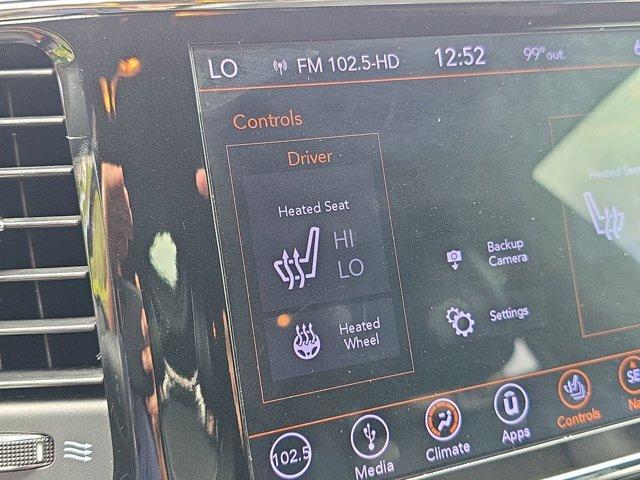 LO FM 102.5-HD 12:52 99° out.
Controls
Driver
Heated Seat
HI
LO
Heated
Wheel
Backup
Camera
Settings
Heated
102.5
Media
Climate
Apps
Controls